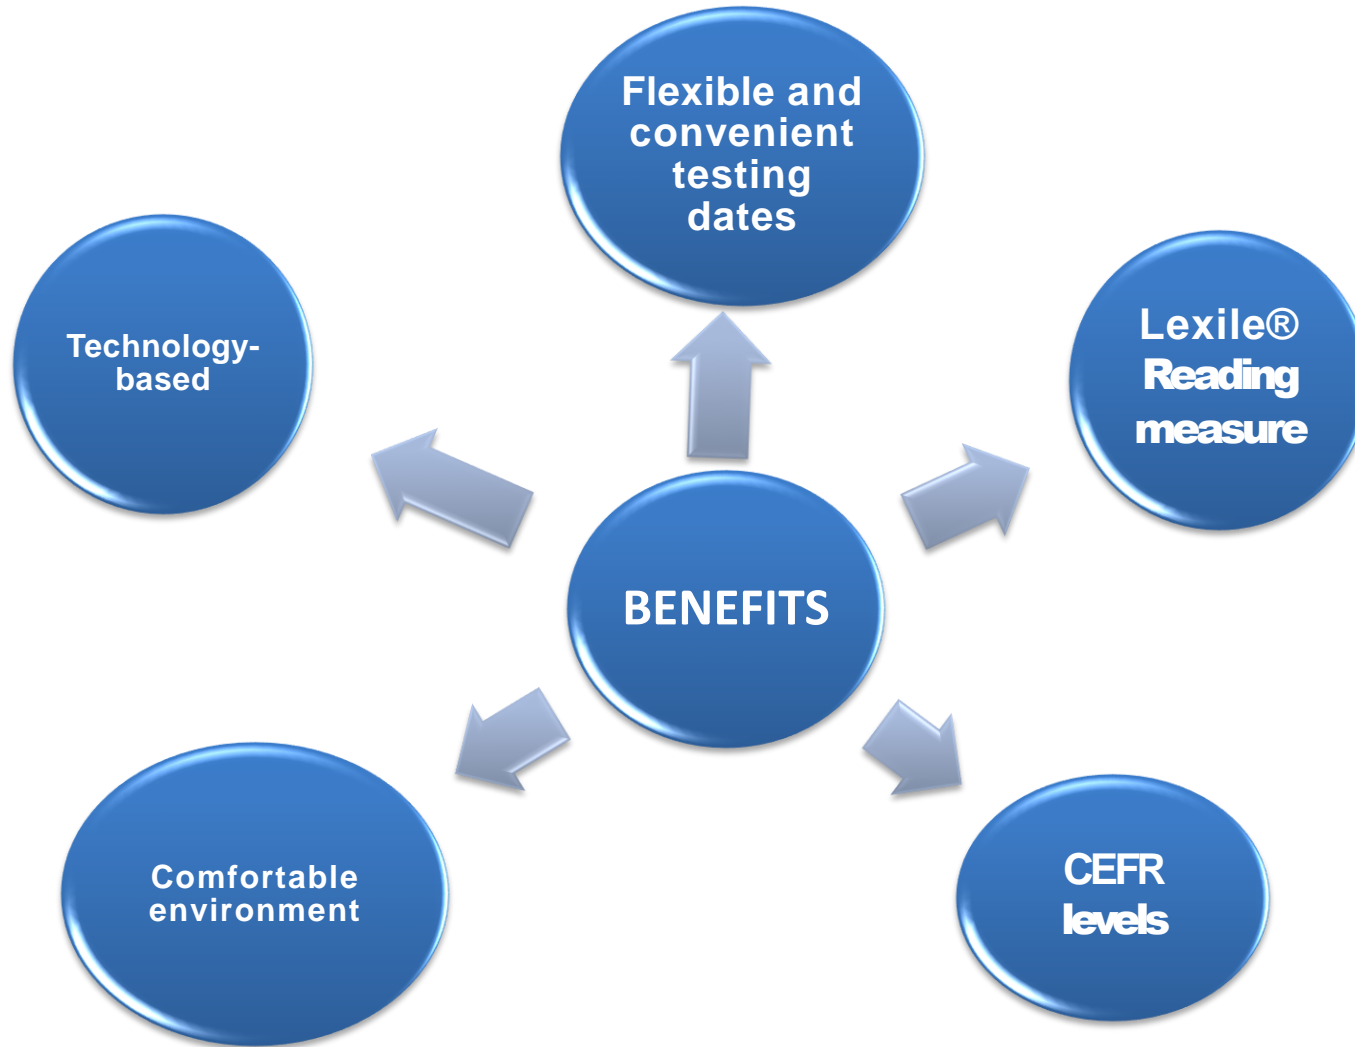 Flexible and
convenient
testing
dates
Technology-
based
Lexile®
Reading
measure
BENEFITS
Comfortable
environment
CEFR
levels